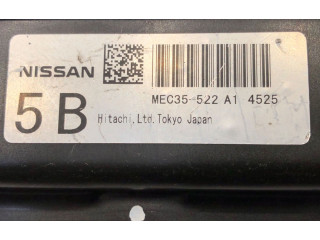 NISSAN
MEC35-522 A1 4525
5B
Hitachi,Ltd.Tokyo Japan